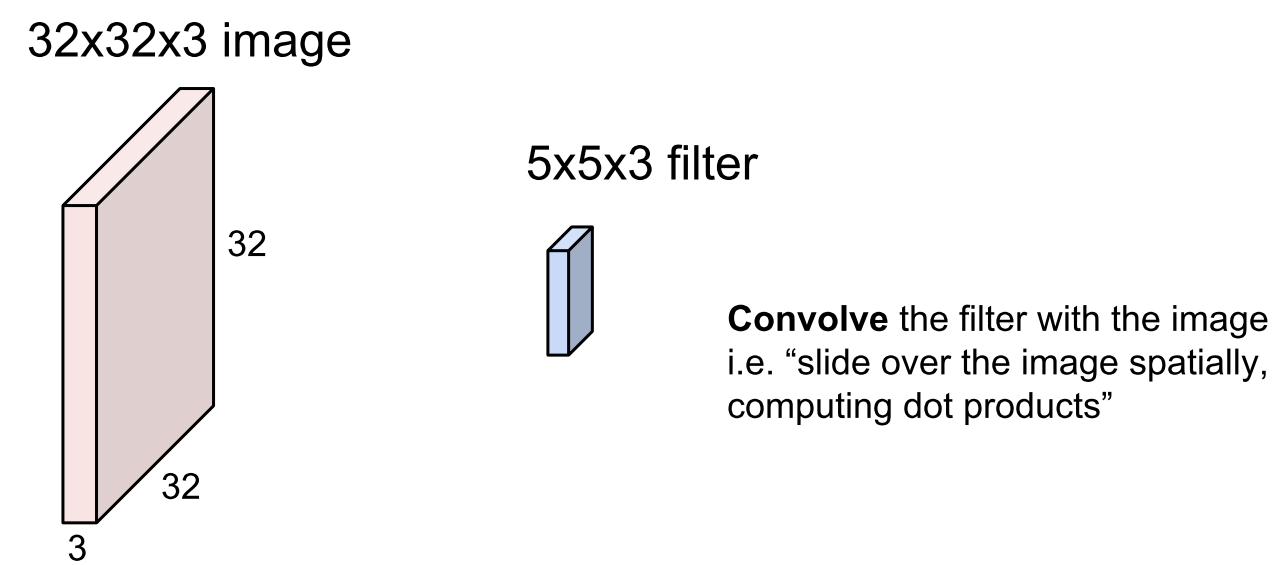 32x32x3 image
5x5x3 filter
32
Convolve the filter with the image
i.e. “slide over the image spatially,
computing dot products”
32
3